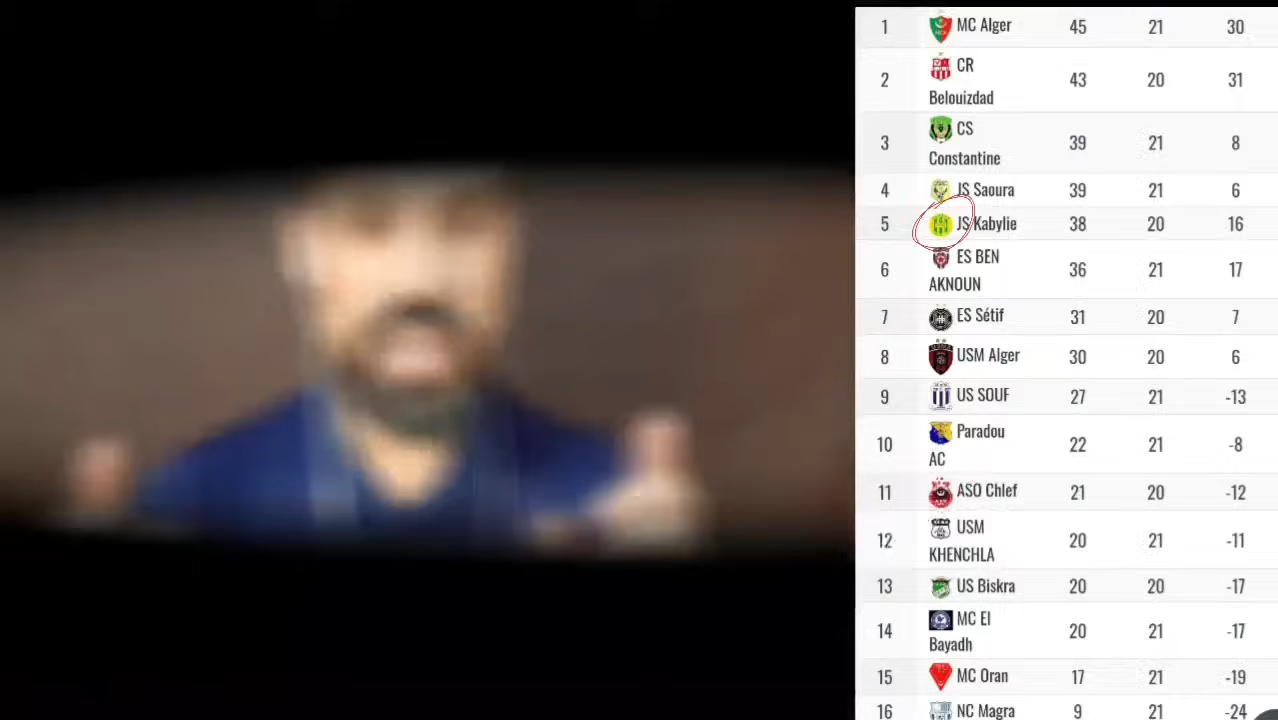 1 MC Alger 45 21 30
2 CR Belouizdad 43 20 31
3 CS Constantine 39 21 8
4 JS Saoura 39 21 6
5 JS Kabylie 38 20 16
6 ES BEN AKNOUN 36 21 17
7 ES Sétif 31 20 7
8 USM Alger 30 20 6
9 US SOUF 27 21 -13
10 Paradou AC 22 21 -8
11 ASO Chlef 21 20 -12
12 USM KHENCHLA 20 21 -11
13 US Biskra 20 20 -17
14 MC El Bayadh 20 21 -17
15 MC Oran 17 21 -19
16 NC Magra 9 21 -24